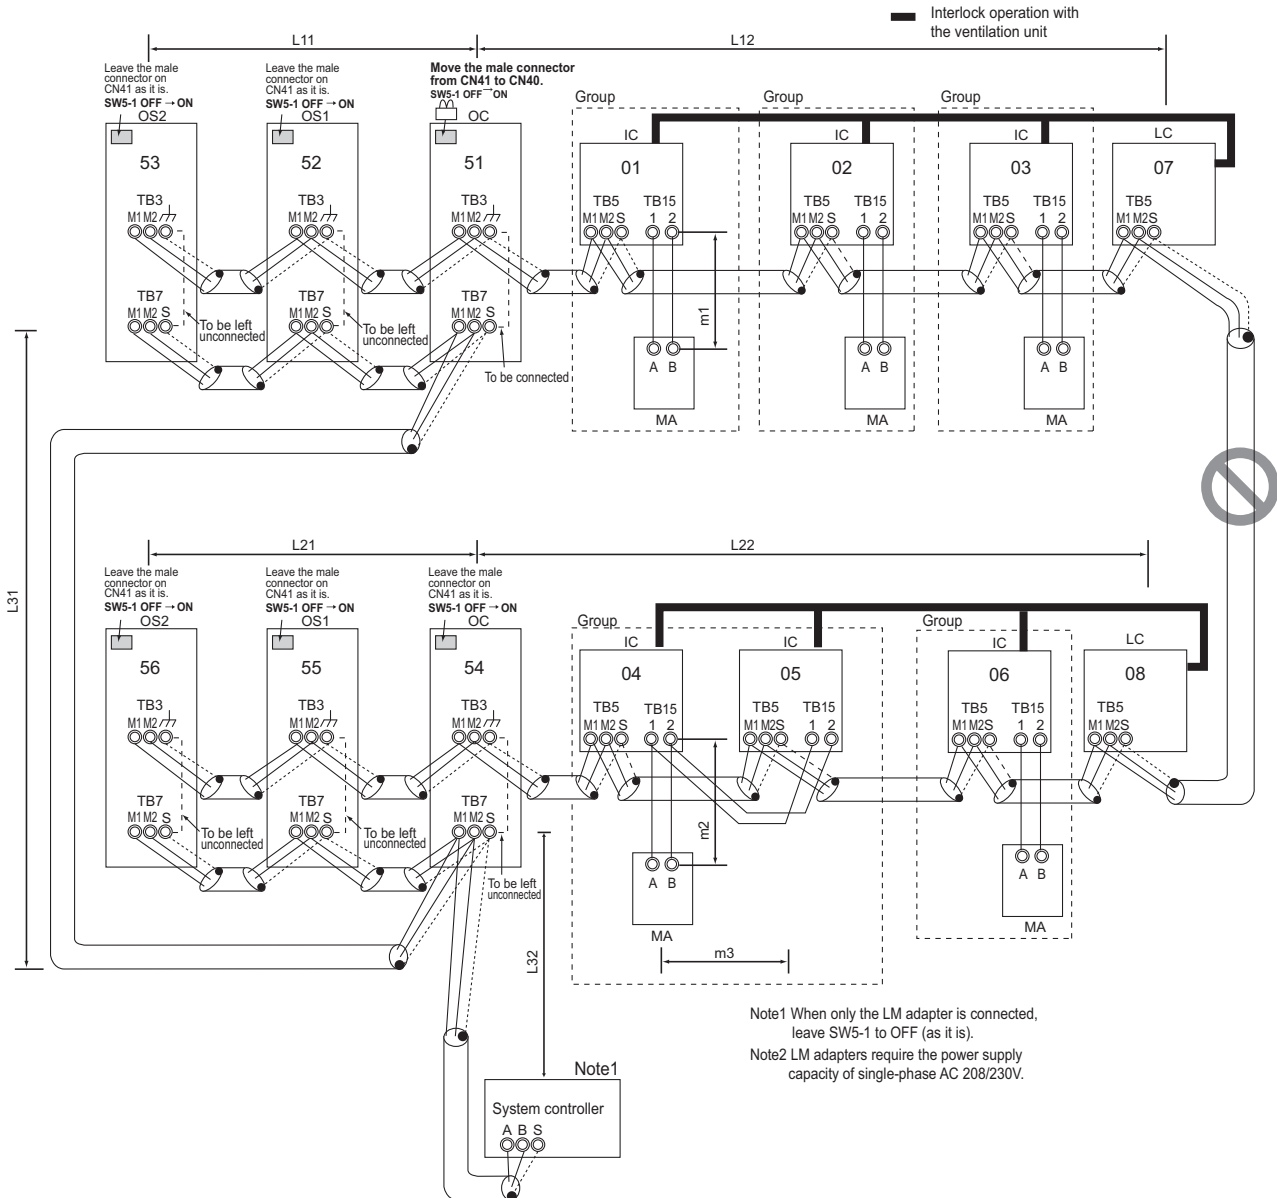 Interlock operation with
the ventilation unit
L11
L12
Leave the male
connector on
CN41 as it is.
SW5-1 OFF → ON
OS2
Leave the male
connector on
CN41 as it is.
SW5-1 OFF → ON
OS1
Move the male connector
from CN41 to CN40.
SW5-1 OFF → ON
OC
Group
Group
Group
IC
IC
IC
LC
53
52
51
01
02
03
07
TB3
TB3
TB3
TB5
TB15
TB5
TB15
TB5
TB15
TB5
M1 M2
M1 M2
M1 M2
M1 M2 S
1 2
M1 M2 S
1 2
M1 M2 S
1 2
M1 M2 S
TB7
TB7
TB7
M1 M2 S
M1 M2 S
M1 M2 S
To be left
unconnected
To be left
unconnected
To be connected
m1
A B
MA
A B
MA
A B
MA
L31
L21
L22
Leave the male
connector on
CN41 as it is.
SW5-1 OFF → ON
OS2
Leave the male
connector on
CN41 as it is.
SW5-1 OFF → ON
OS1
Leave the male
connector on
CN41 as it is.
SW5-1 OFF → ON
OC
Group
Group
IC
IC
IC
LC
56
55
54
04
05
06
08
TB3
TB3
TB3
TB5
TB15
TB5
TB15
TB5
TB15
TB5
M1 M2
M1 M2
M1 M2
M1 M2 S
1 2
M1 M2 S
1 2
M1 M2 S
1 2
M1 M2 S
TB7
TB7
TB7
M1 M2 S
M1 M2 S
M1 M2 S
To be left
unconnected
To be left
unconnected
To be left
unconnected
m2
A B
MA
A B
MA
m3
L32
Note1 When only the LM adapter is connected,
leave SW5-1 to OFF (as it is).
Note2 LM adapters require the power supply
capacity of single-phase AC 208/230V.
Note1
System controller
A B S